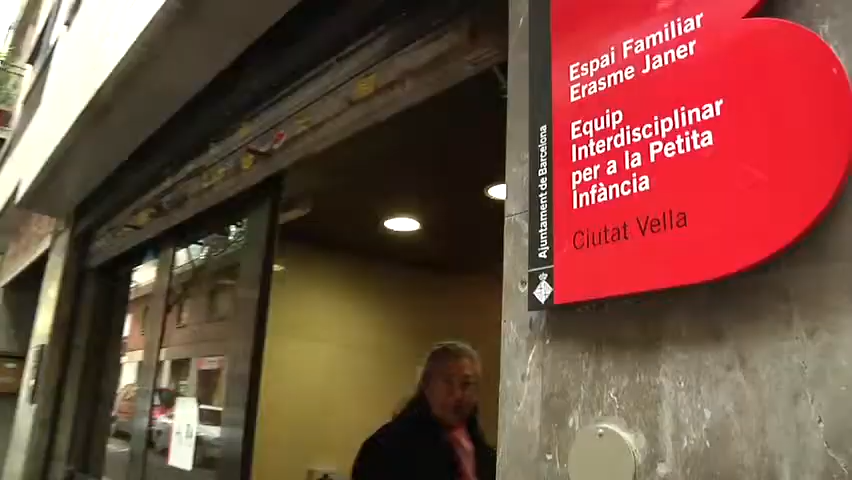 Espai Familiar
Erasme Janer
Equip
Interdisciplinar
per a la Petita
Infància
Ciutat Vella
Ajuntament de Barcelona